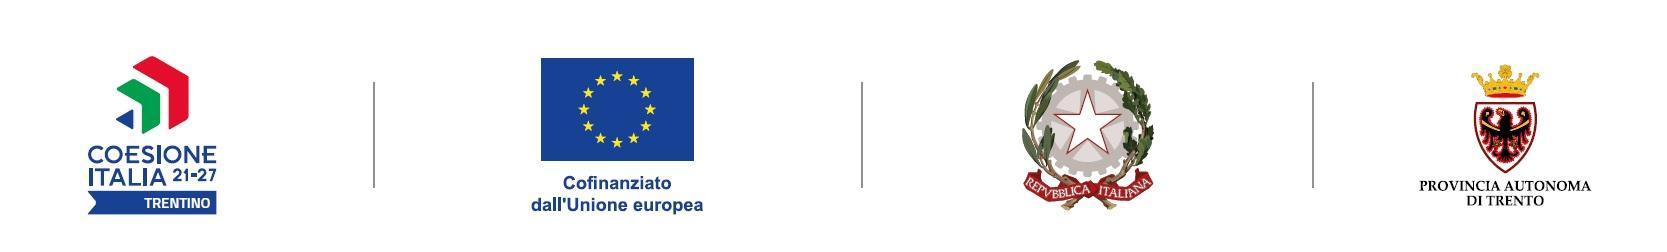 COESIONE
ITALIA 21-27
TRENTINO
Cofinanziato
dall'Unione europea
REPVBBLICA ITALIANA
PROVINCIA AUTONOMA
DI TRENTO